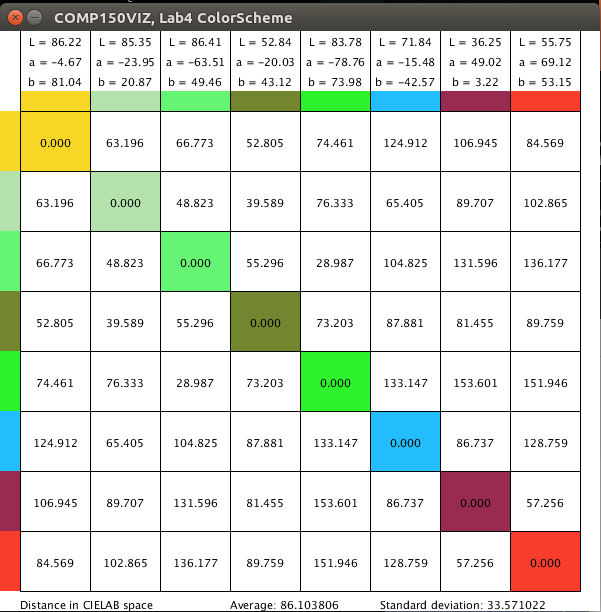 COMP150VIZ, Lab4 ColorScheme
L = 86.22 L = 85.35 L = 86.41 L = 52.84 L = 83.78 L = 71.84 L = 36.25 L = 55.75
a = −4.67 a = −23.95 a = −63.51 a = −20.03 a = −78.76 a = −15.48 a = 49.02 a = 69.12
b = 81.04 b = 20.87 b = 49.46 b = 43.12 b = 73.98 b = −42.57 b = 3.22 b = 53.15
0.000 63.196 66.773 52.805 74.461 124.912 106.945 84.569
63.196 0.000 48.823 39.589 76.333 65.405 89.707 102.865
66.773 48.823 0.000 55.296 28.987 104.825 131.596 136.177
52.805 39.589 55.296 0.000 73.203 87.881 81.455 89.759
74.461 76.333 28.987 73.203 0.000 133.147 153.601 151.946
124.912 65.405 104.825 87.881 133.147 0.000 86.737 128.759
106.945 89.707 131.596 81.455 153.601 86.737 0.000 57.256
84.569 102.865 136.177 89.759 151.946 128.759 57.256 0.000
Distance in CIELAB space Average: 86.103806 Standard deviation: 33.571022